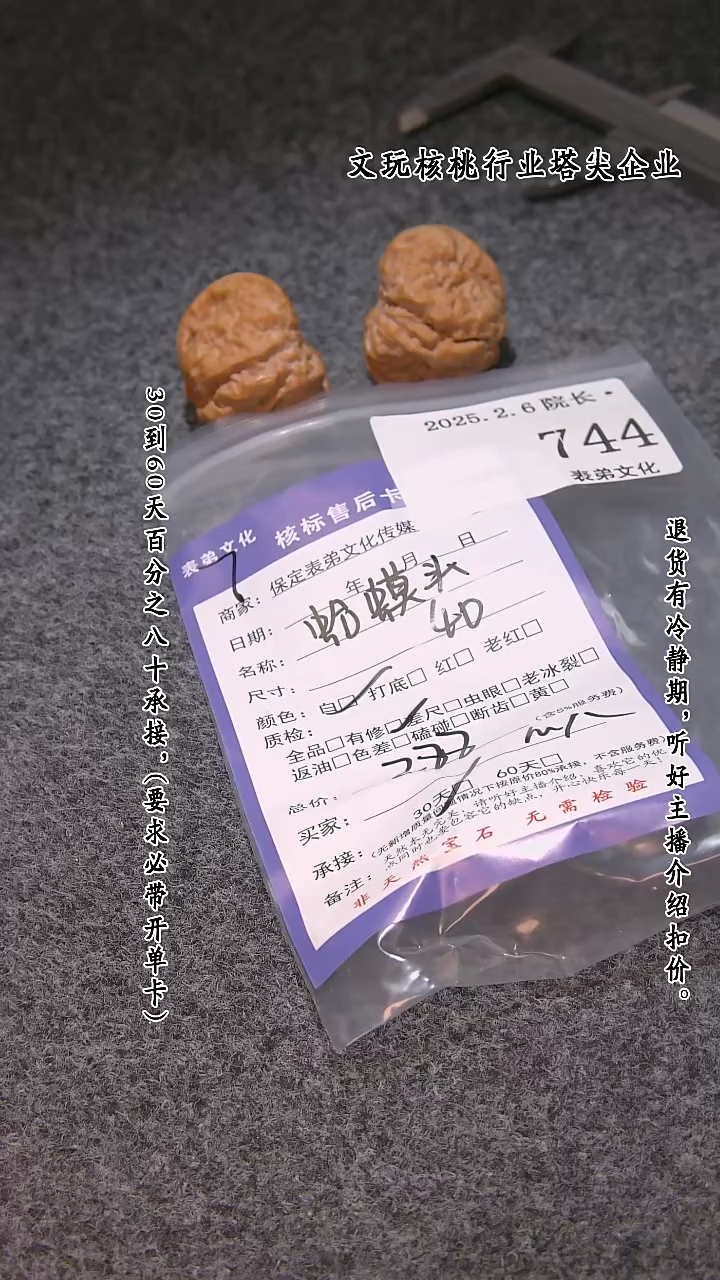 文玩核桃行业塔尖企业
30到60天百分之八十承接，（要求必带开单卡）
退货有冷静期，听好主播介绍扣价。
2025.2.6 院长·
744
表弟文化
表弟文化 核标售后卡
7
商家：保定表弟文化传媒
日期： 年 月 日
名称：
尺寸： 40
颜色：白□ 打底□ 红□ 老红□
质检：全品□有修□差尺□虫眼□老冰裂□
返油□色差□磕碰□断齿□黄□
总价： （含5%服务费）
买家：
承接： 30天□ 60天□
备注：
非天然宝石 无需检验